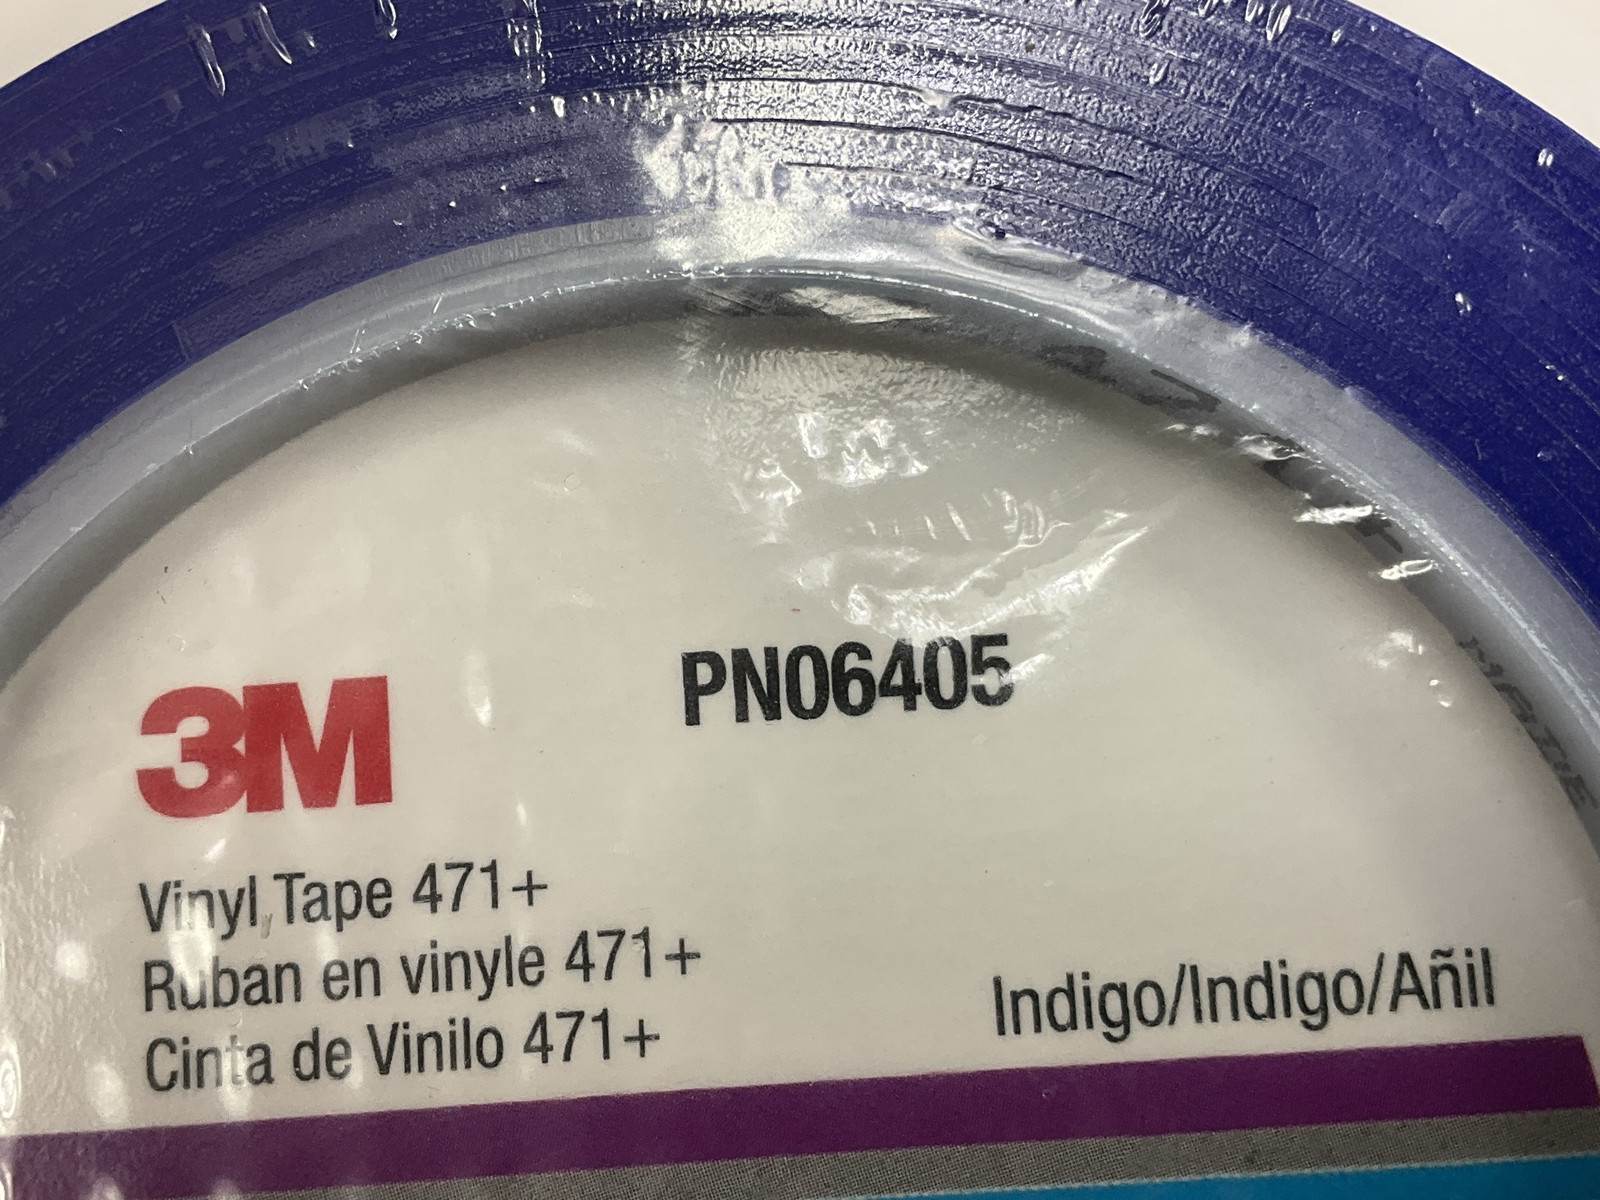 PN06405
3M
Vinyl Tape 471+
Ruban en vinyle 471+
Cinta de Vinilo 471+
Indigo/Indigo/Añil